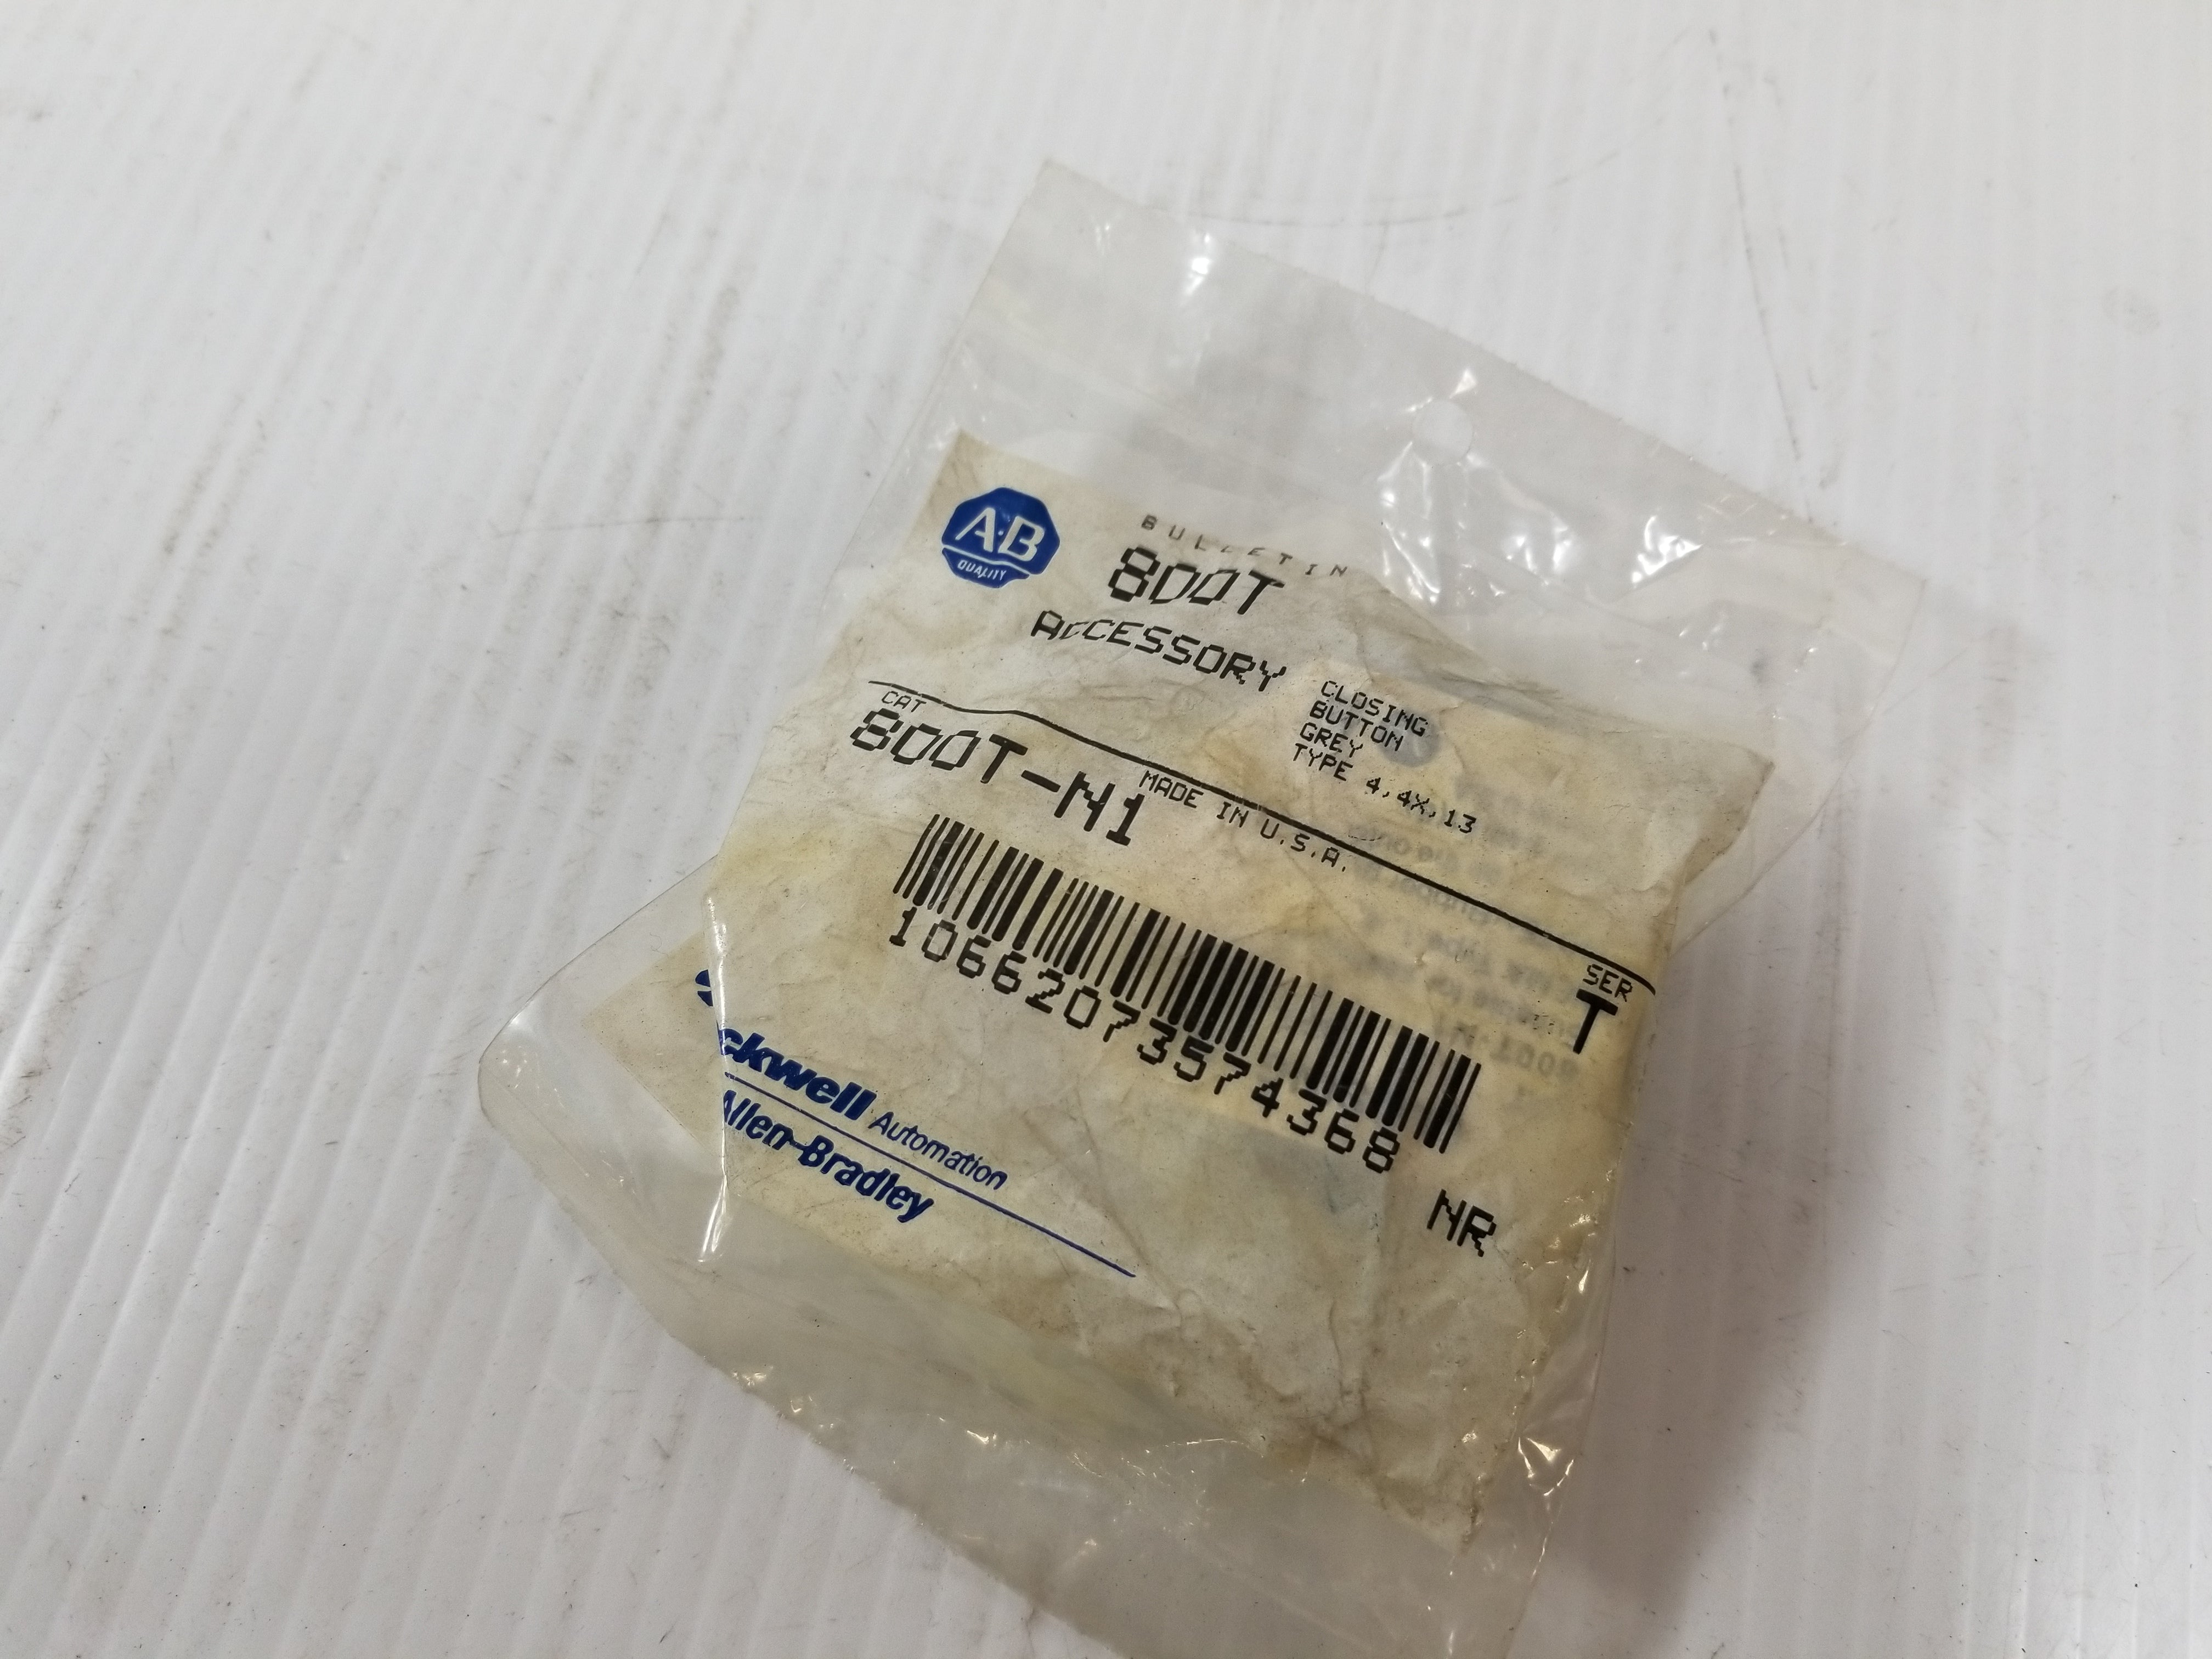 A·B
QUALITY
BULLETIN
800T
ACCESSORY
CLOSING
BUTTON
GREY
TYPE 4,4X,13
CAT
800T-N1
MADE IN U.S.A.
SER
T
10662073574368
NR
ckwell Automation
Allen-Bradley